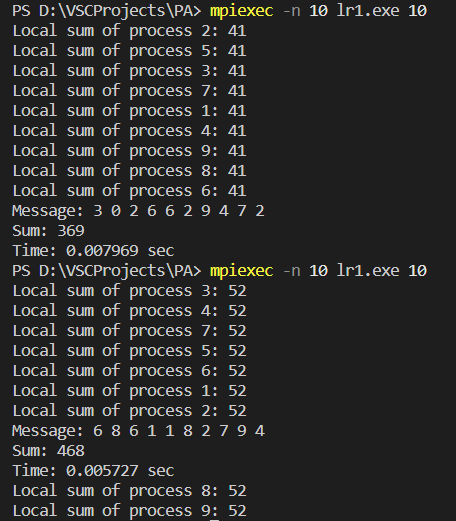 PS D:\VSCProjects\PA> mpiexec -n 10 lr1.exe 10
Local sum of process 2: 41
Local sum of process 5: 41
Local sum of process 3: 41
Local sum of process 7: 41
Local sum of process 1: 41
Local sum of process 4: 41
Local sum of process 9: 41
Local sum of process 8: 41
Local sum of process 6: 41
Message: 3 0 2 6 6 2 9 4 7 2
Sum: 369
Time: 0.007969 sec
PS D:\VSCProjects\PA> mpiexec -n 10 lr1.exe 10
Local sum of process 3: 52
Local sum of process 4: 52
Local sum of process 7: 52
Local sum of process 5: 52
Local sum of process 6: 52
Local sum of process 1: 52
Local sum of process 2: 52
Message: 6 8 6 1 1 8 2 7 9 4
Sum: 468
Time: 0.005727 sec
Local sum of process 8: 52
Local sum of process 9: 52